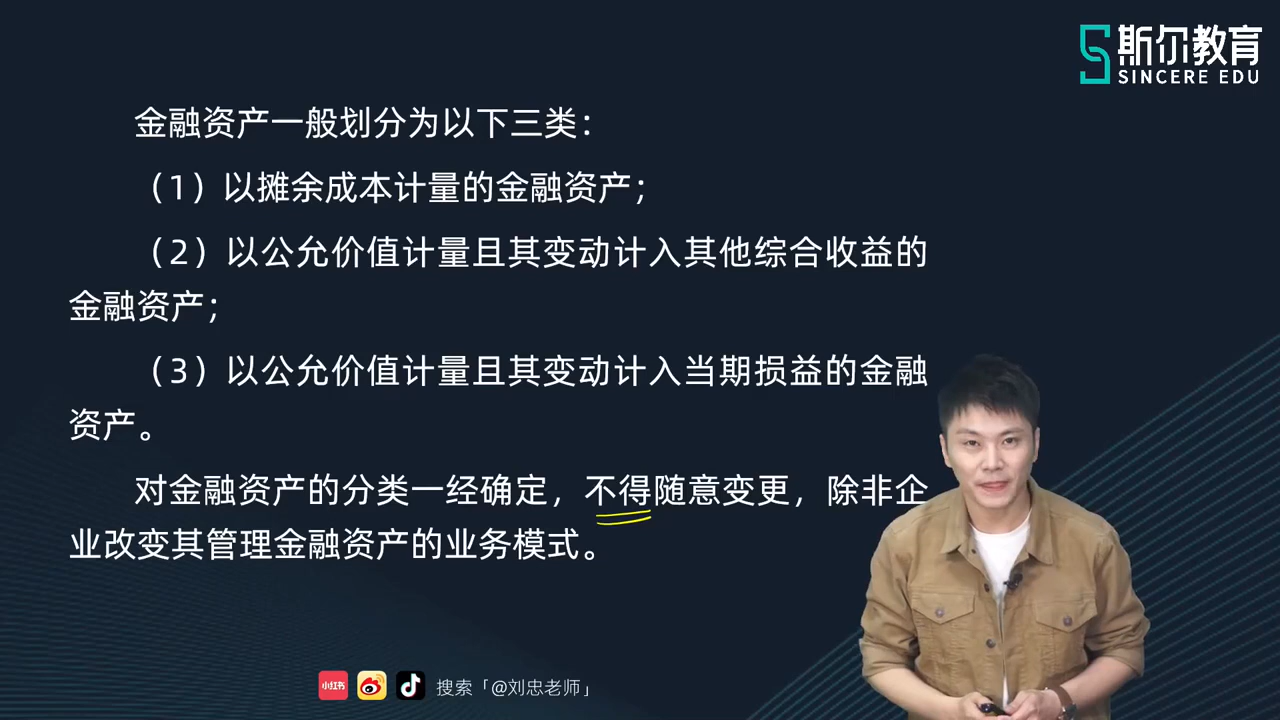 斯尔教育
SINCERE EDU
金融资产一般划分为以下三类：
（1）以摊余成本计量的金融资产；
（2）以公允价值计量且其变动计入其他综合收益的
金融资产；
（3）以公允价值计量且其变动计入当期损益的金融
资产。
对金融资产的分类一经确定，不得随意变更，除非企
业改变其管理金融资产的业务模式。
小红书
搜索「@刘忠老师」